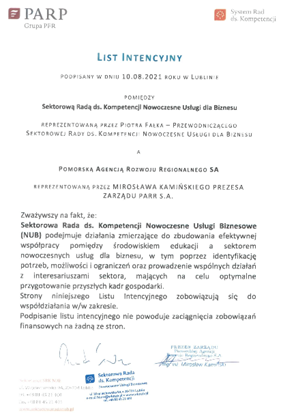 PARP
Grupa PFR
System Rad
ds. Kompetencji
LIST INTENCYJNY
PODPISANY W DNIU 10.08.2021 ROKU W LUBLINIE
POMIĘDZY
Sektorową Radą ds. Kompetencji Nowoczesne Usługi dla Biznesu
REPREZENTOWANĄ PRZEZ PIOTRA FAŁKA – PRZEWODNICZĄCEGO
SEKTOROWEJ RADY DS. KOMPETENCJI NOWOCZESNE USŁUGI DLA BIZNESU
A
POMORSKĄ AGENCJĄ ROZWOJU REGIONALNEGO SA
REPREZENTOWANĄ PRZEZ MIROSŁAWA KAMIŃSKIEGO PREZESA
ZARZĄDU PARR S.A.
Zważywszy na fakt, że:
Sektorowa Rada ds. Kompetencji Nowoczesne Usługi Biznesowe
(NUB) podejmuje działania zmierzające do zbudowania efektywnej
współpracy pomiędzy środowiskiem edukacji a sektorem
nowoczesnych usług dla biznesu, w tym poprzez identyfikację
potrzeb, możliwości i ograniczeń oraz prowadzenie wspólnych działań
z interesariuszami sektora, mających na celu optymalne
przygotowanie przyszłych kadr gospodarki.
Strony niniejszego Listu Intencyjnego zobowiązują się do
współdziałania w/w zakresie.
Podpisanie listu intencyjnego nie powoduje zaciągnięcia zobowiązań
finansowych na żadną ze stron.
Sektorowa Rada
ds. Kompetencji
PREZES ZARZĄDU
mgr inż. Mirosław Kamiński